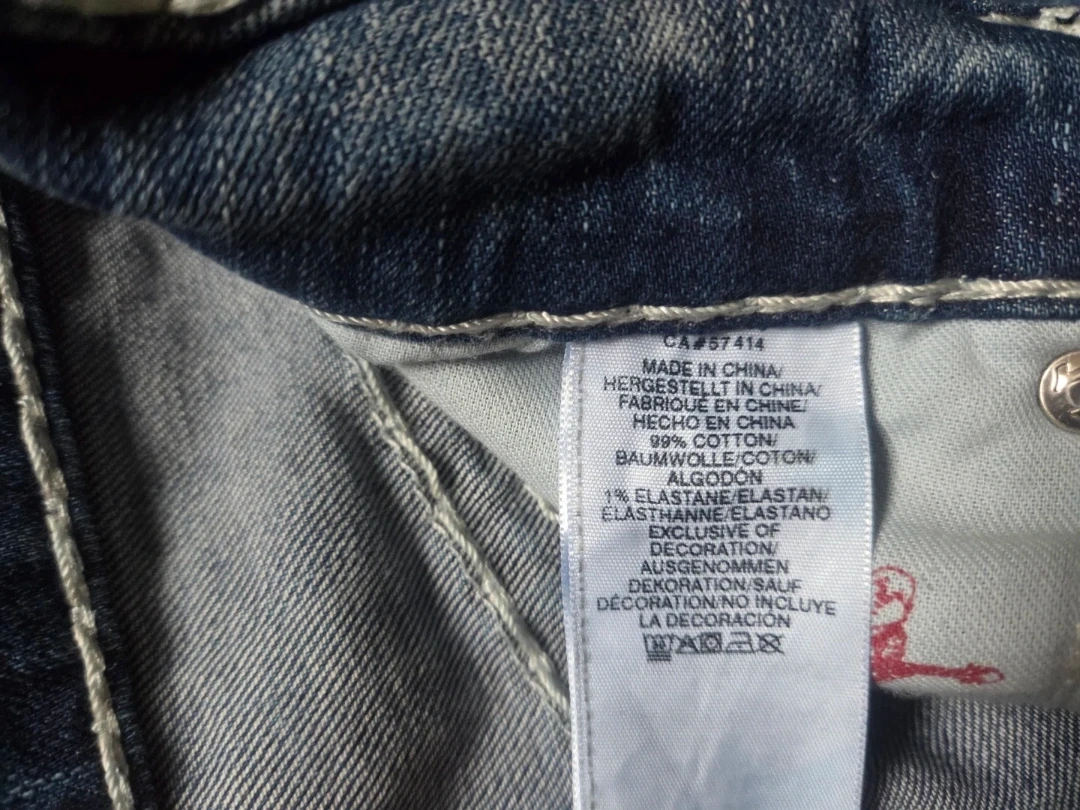 CA#57414
MADE IN CHINA/
HERGESTELLT IN CHINA/
FABRIQUÉ EN CHINE/
HECHO EN CHINA
99% COTTON/
BAUMWOLLE/COTON/
ALGODÓN
1% ELASTANE/ELASTAN/
ÉLASTHANNE/ELASTANO
EXCLUSIVE OF
DECORATION/
AUSGENOMMEN
DEKORATION/SAUF
DÉCORATION/NO INCLUYE
LA DECORACIÓN